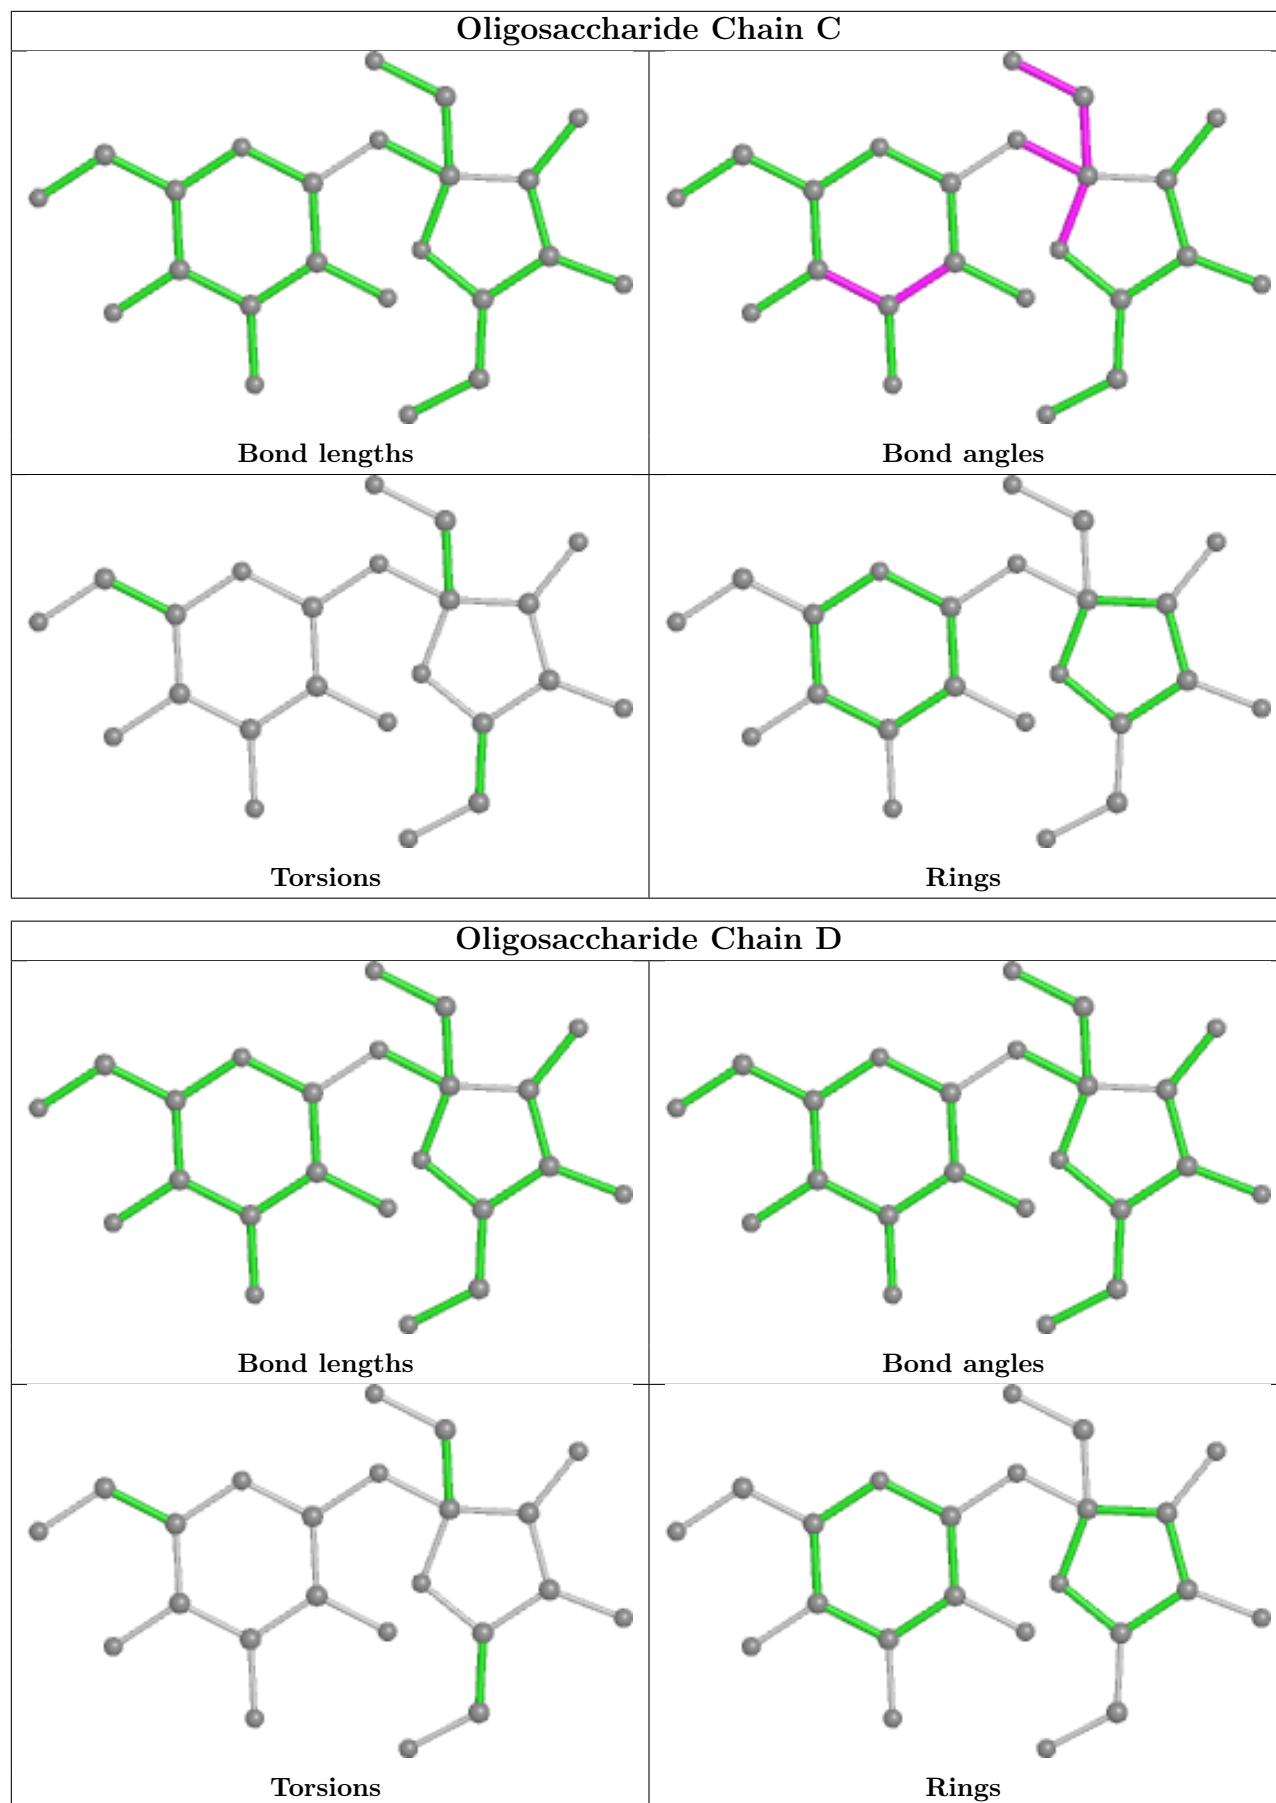 Oligosaccharide Chain C
Bond lengths
Bond angles
Torsions
Rings
Oligosaccharide Chain D
Bond lengths
Bond angles
Torsions
Rings